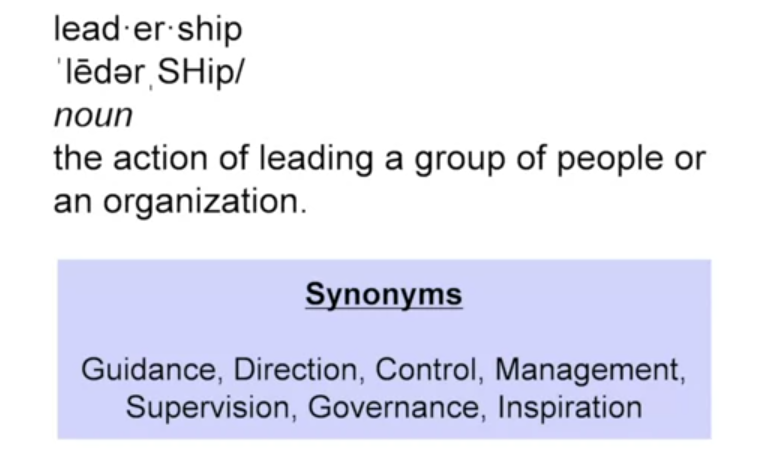 lead·er·ship
ˈlēdərˌSHip/
noun
the action of leading a group of people or
an organization.
Synonyms
Guidance, Direction, Control, Management,
Supervision, Governance, Inspiration